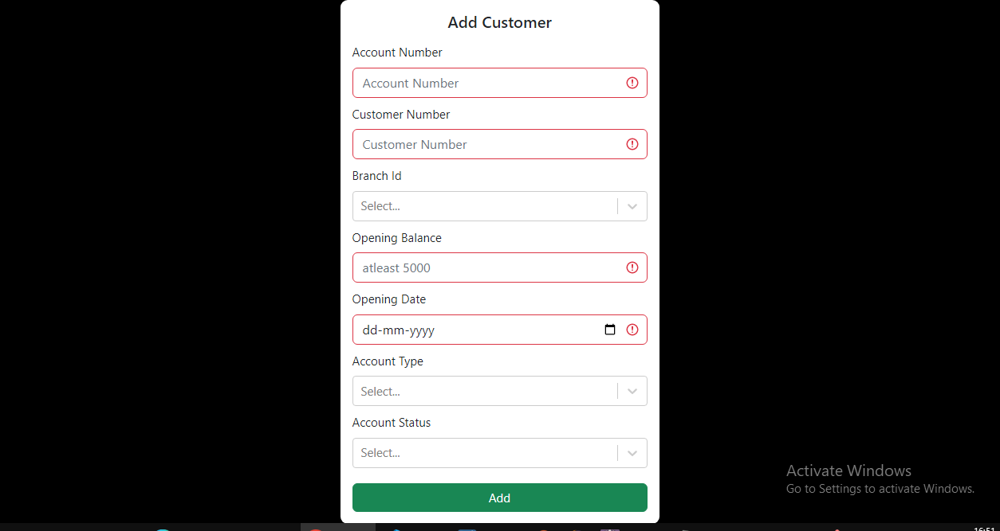 Add Customer
Account Number
Account Number
Customer Number
Customer Number
Branch Id
Select...
Opening Balance
atleast 5000
Opening Date
dd-mm-yyyy
Account Type
Select...
Account Status
Select...
Activate Windows
Go to Settings to activate Windows.
Add